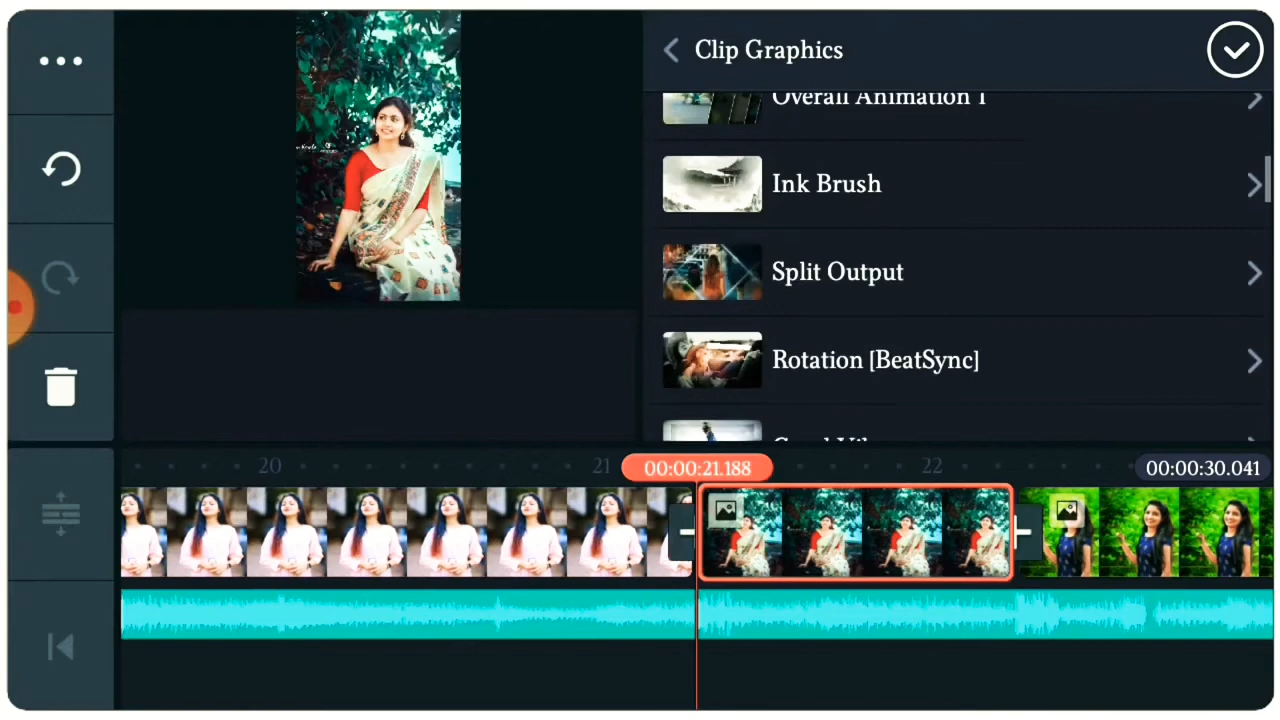 Clip Graphics
Overall Animation 1
Ink Brush
Split Output
Rotation [BeatSync]
20
21
00:00:21.188
22
00:00:30.041